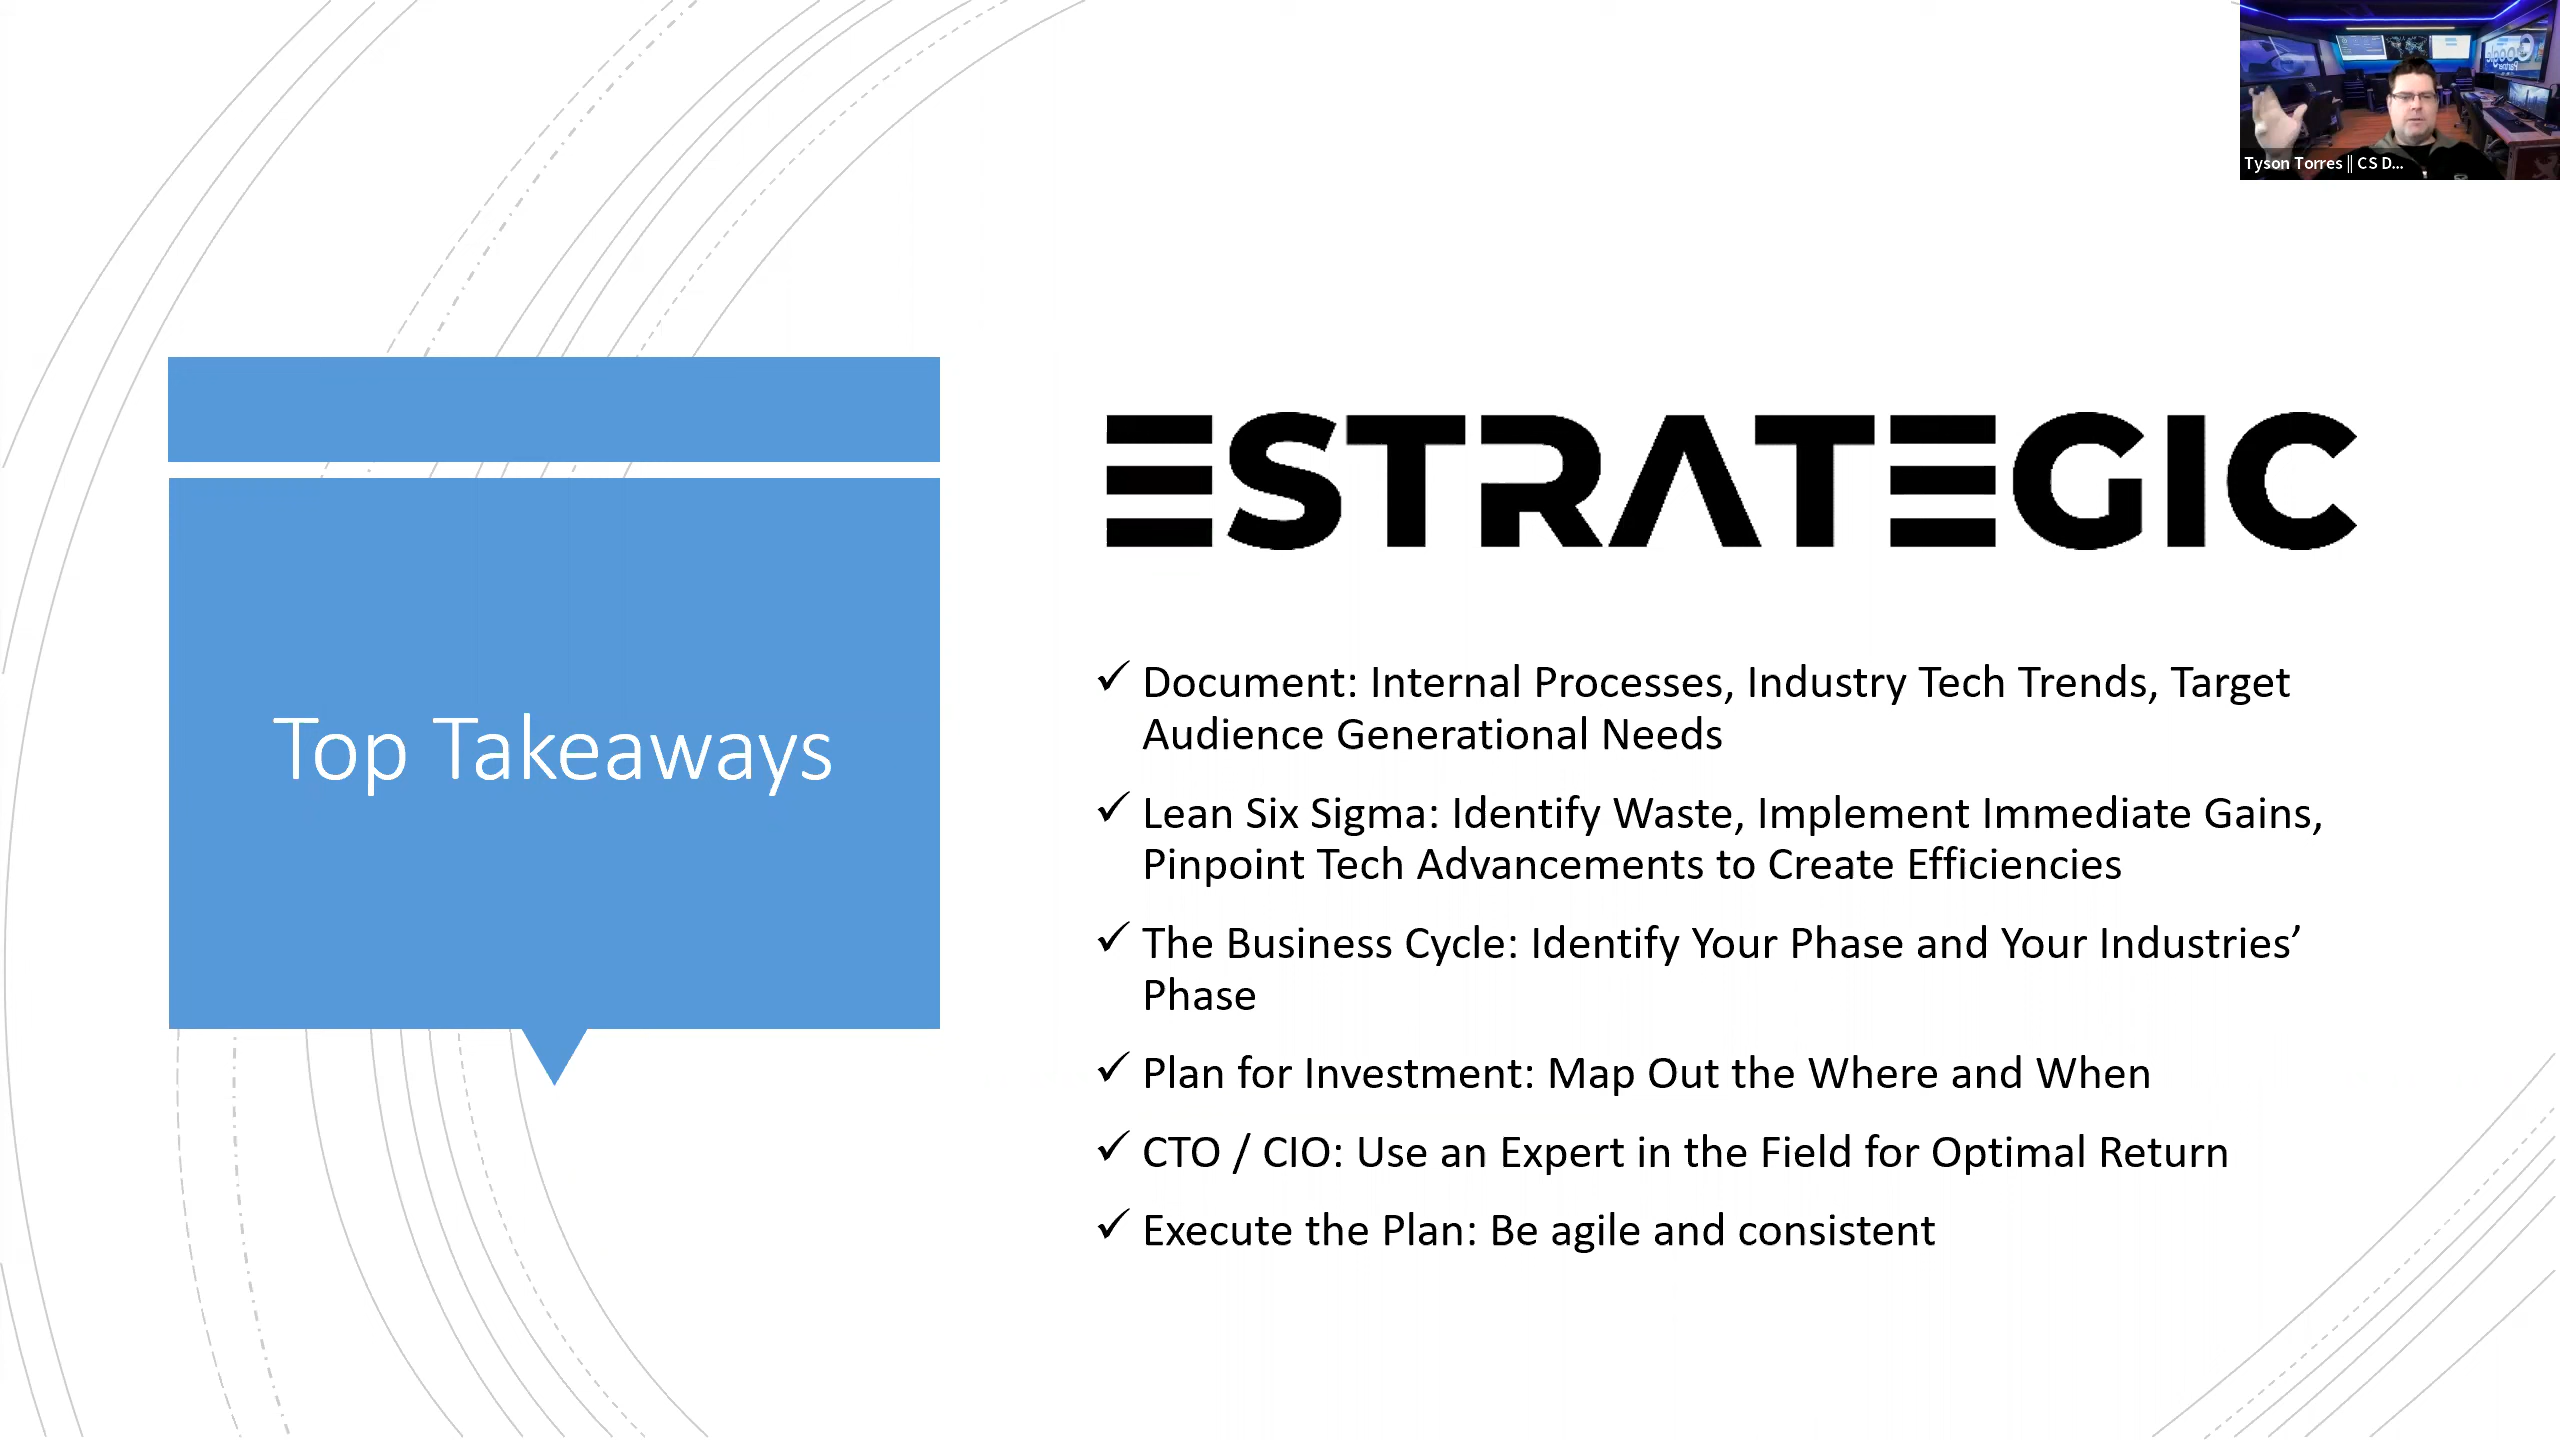 Tyson Torres || CS D...
ESTRATEGIC
Top Takeaways
✓ Document: Internal Processes, Industry Tech Trends, Target
Audience Generational Needs
✓ Lean Six Sigma: Identify Waste, Implement Immediate Gains,
Pinpoint Tech Advancements to Create Efficiencies
✓ The Business Cycle: Identify Your Phase and Your Industries’
Phase
✓ Plan for Investment: Map Out the Where and When
✓ CTO / CIO: Use an Expert in the Field for Optimal Return
✓ Execute the Plan: Be agile and consistent